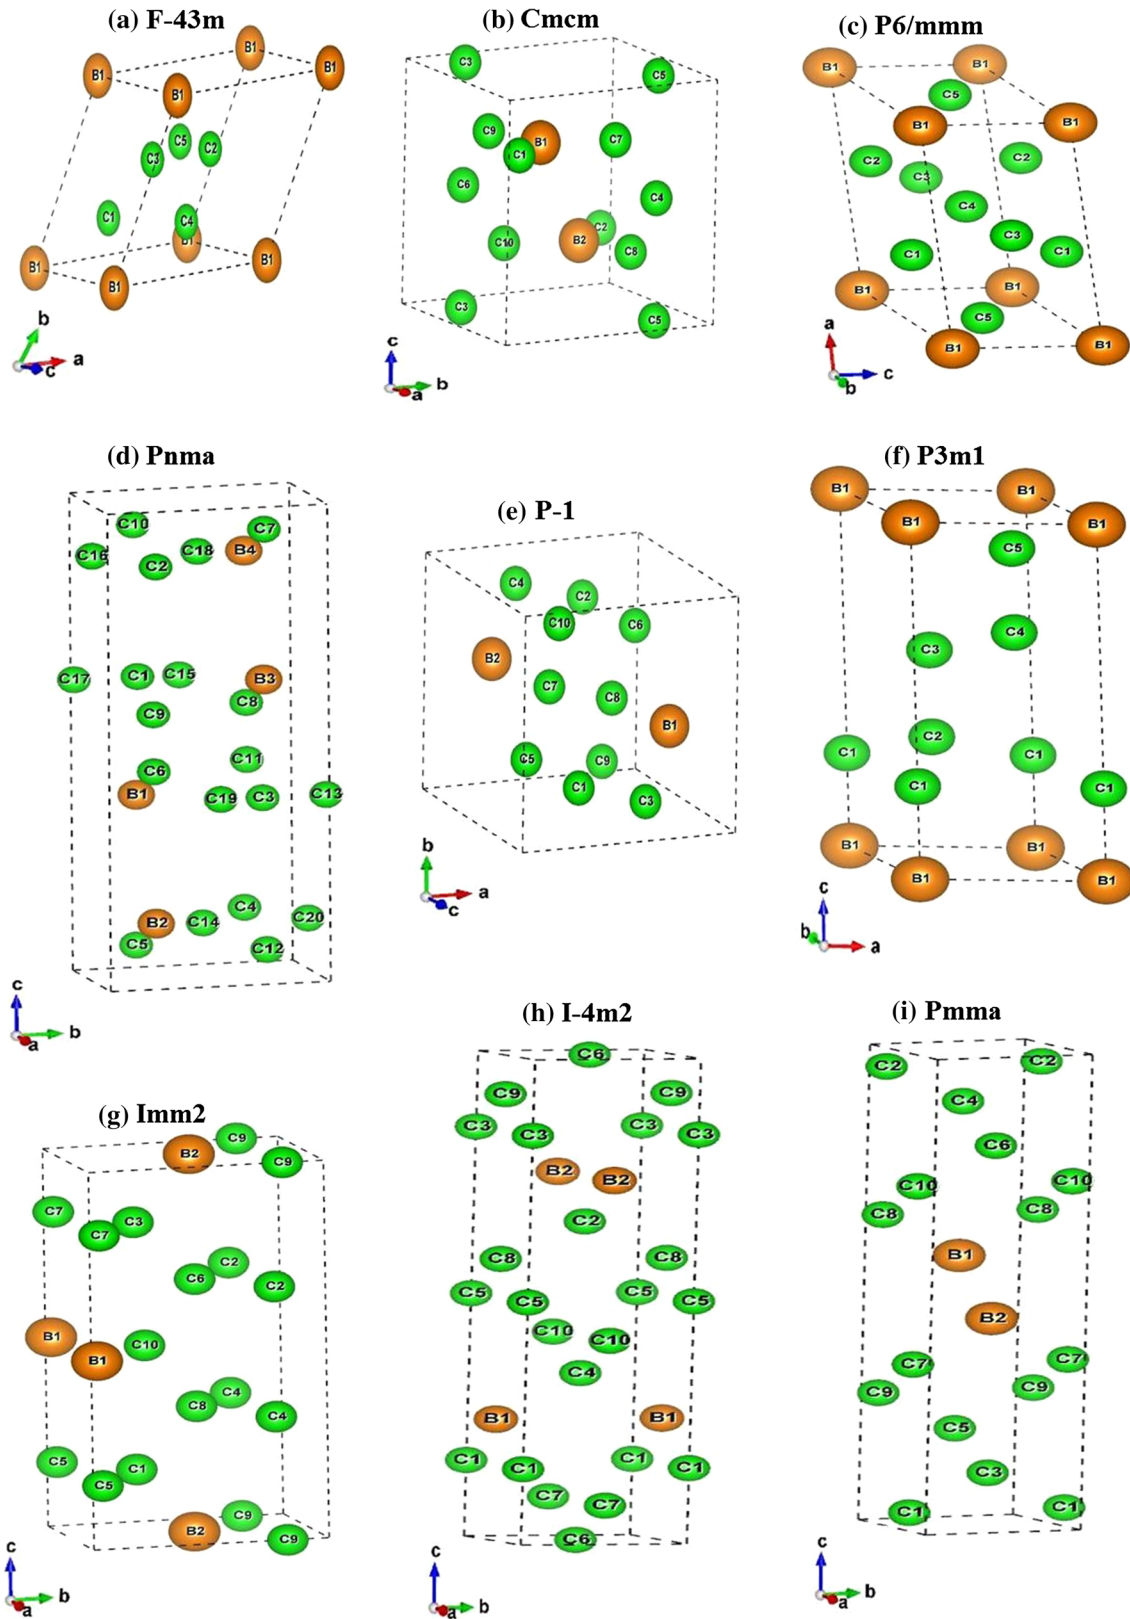 (a) F-43m
(b) Cmcm
(c) P6/mmm
B1
B1
B1
B1
C5
C3
C2
C1
C4
B1
B1
B1
B1
b
a
c
C3
C5
C9
B1
C7
C1
C6
C4
C2
B2
C10
C8
C3
C5
c
b
a
B1
B1
C5
B1
B1
C2
C2
C3
C4
C3
C1
C1
B1
B1
C5
B1
B1
a
c
b
(d) Pnma
(e) P-1
(f) P3m1
C10
C7
C16
C18
B4
C2
C17
C1
C15
B3
C8
C9
C11
C6
B1
C19
C3
C13
C4
B2
C14
C20
C5
C12
c
b
a
C4
C2
C10
C6
B2
C7
C8
B1
C5
C9
C1
C3
b
a
c
B1
B1
B1
B1
C5
C4
C3
C2
C1
C1
C1
C1
B1
B1
B1
B1
c
b
a
(g) Imm2
(h) I-4m2
(i) Pmma
C9
B2
C9
C7
C3
C7
C2
C6
C2
B1
C10
B1
C4
C8
C4
C5
C1
C5
C9
B2
C9
c
b
a
C6
C9
C9
C3
C3
C3
C3
B2
B2
C2
C8
C8
C5
C5
C5
C5
C10
C10
C4
B1
B1
C1
C1
C1
C1
C7
C7
C6
c
b
a
C2
C2
C4
C6
C10
C10
C8
C8
B1
B2
C7
C7
C9
C9
C5
C3
C1
C1
c
b
a